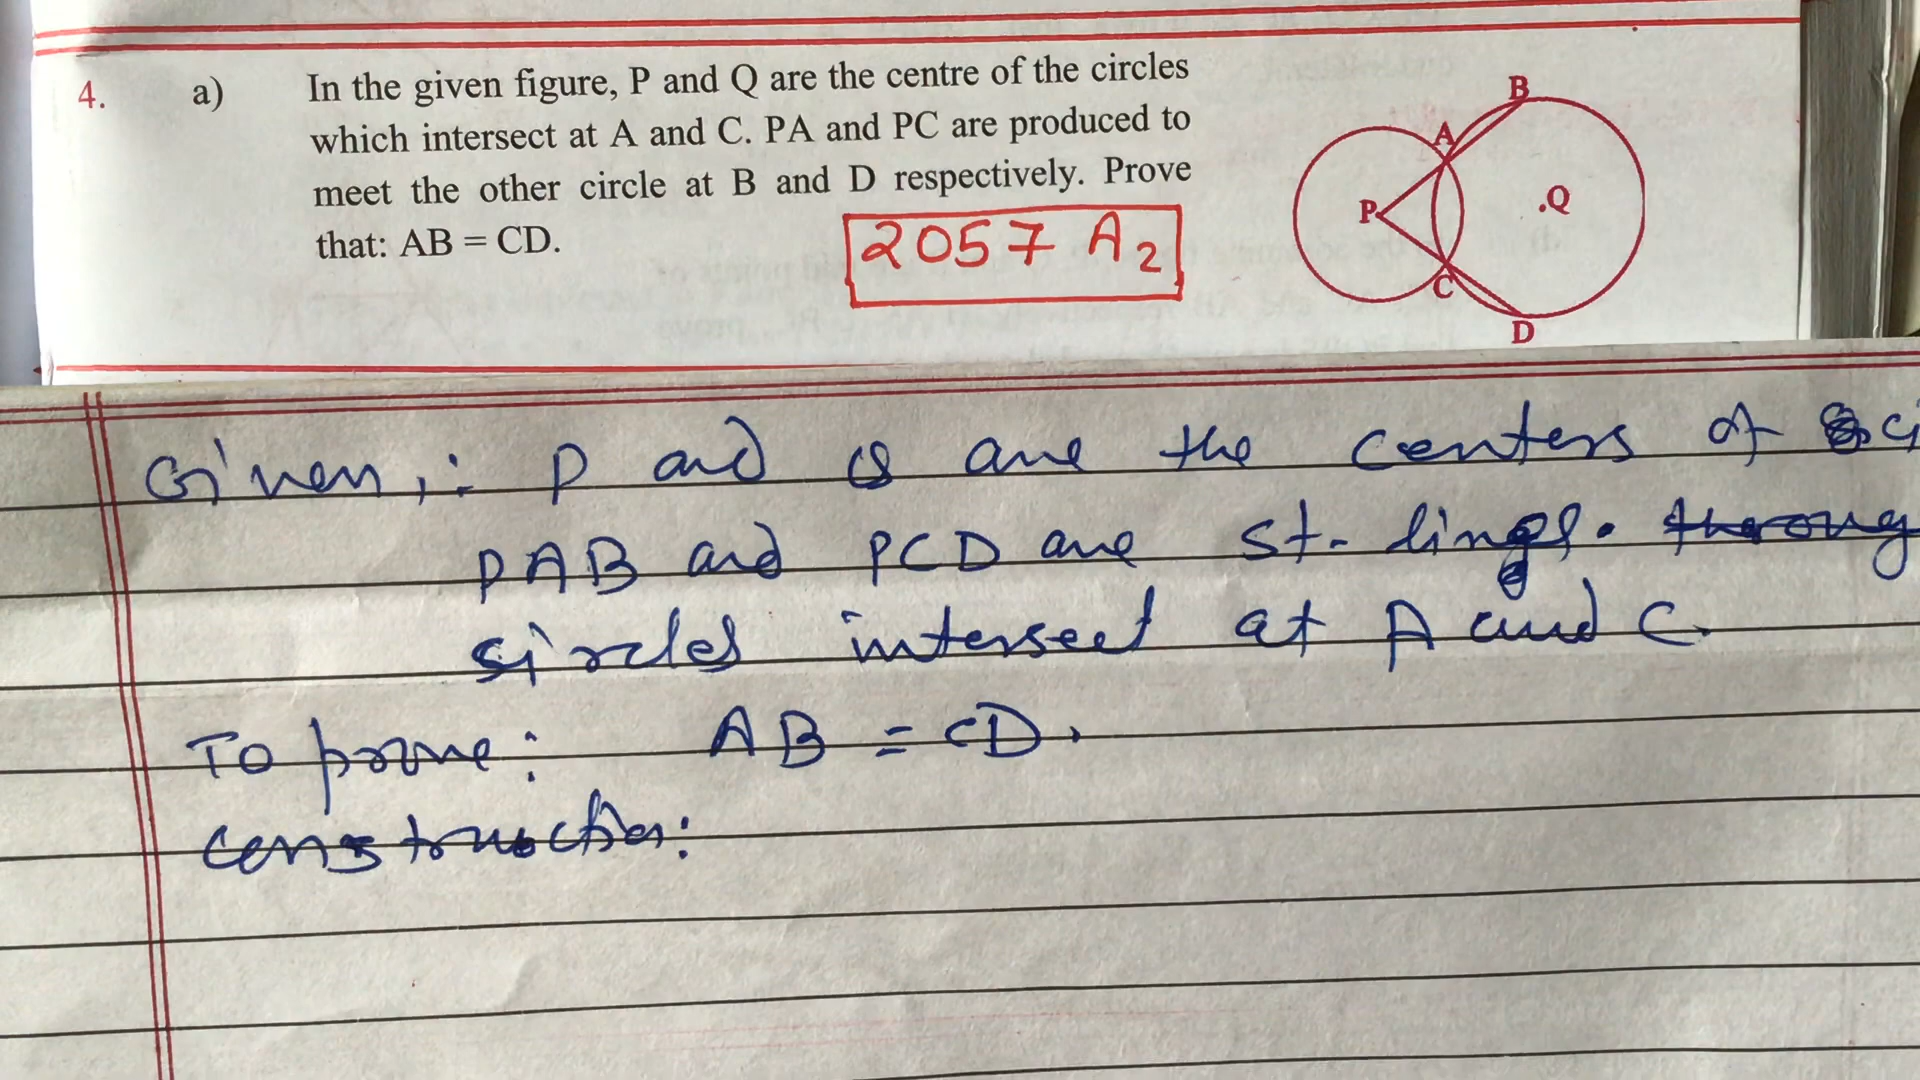 4. a) In the given figure, P and Q are the centre of the circles
which intersect at A and C. PA and PC are produced to
meet the other circle at B and D respectively. Prove
that: AB = CD.
2057 A2
B
A
P
.Q
C
D
Given,: P and Q are the centers of ci
PAB and PCD are st. lines. throug
circles intersect at A and C.
To prove: AB = CD.
construction: